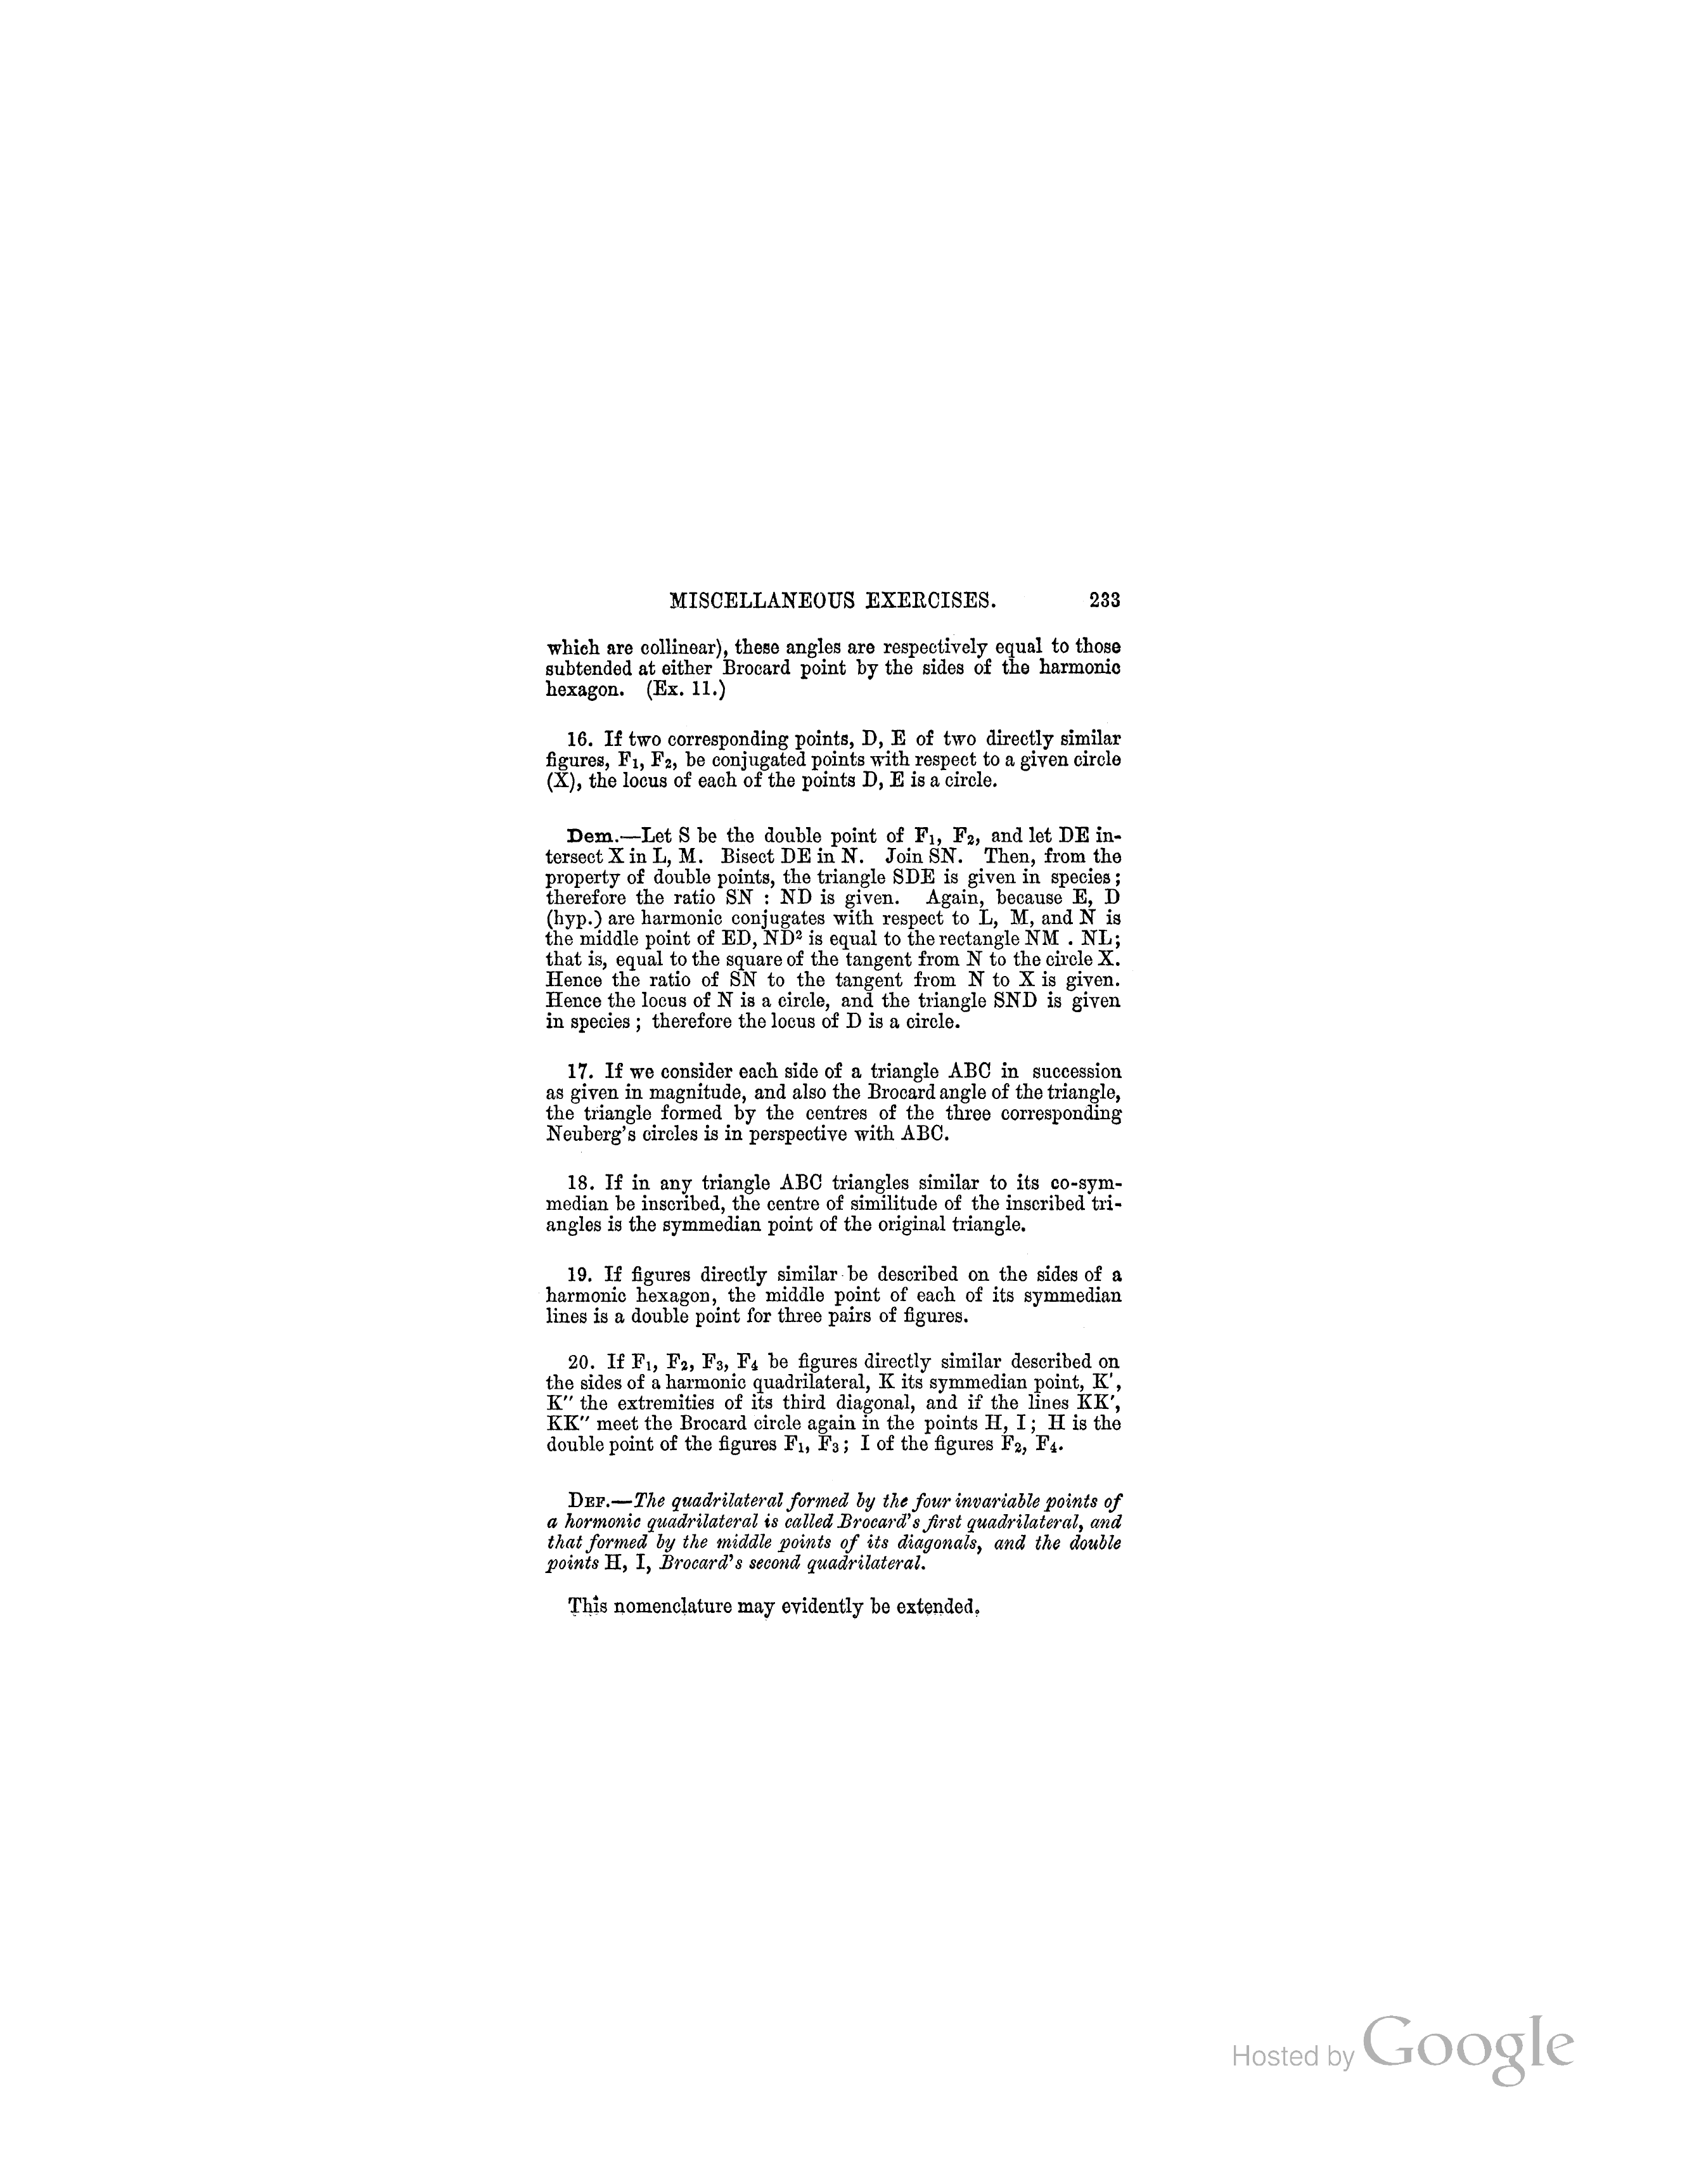 MISCELLANEOUS EXERCISES. 233
which are collinear), these angles are respectively equal to those
subtended at either Brocard point by the sides of the harmonic
hexagon. (Ex. 11.)
16. If two corresponding points, D, E of two directly similar
figures, F₁, F₂, be conjugated points with respect to a given circle
(X), the locus of each of the points D, E is a circle.
Dem.—Let S be the double point of F₁, F₂, and let DE in-
tersect X in L, M. Bisect DE in N. Join SN. Then, from the
property of double points, the triangle SDE is given in species;
therefore the ratio SN : ND is given. Again, because E, D
(hyp.) are harmonic conjugates with respect to L, M, and N is
the middle point of ED, ND² is equal to the rectangle NM . NL;
that is, equal to the square of the tangent from N to the circle X.
Hence the ratio of SN to the tangent from N to X is given.
Hence the locus of N is a circle, and the triangle SND is given
in species; therefore the locus of D is a circle.
17. If we consider each side of a triangle ABC in succession
as given in magnitude, and also the Brocard angle of the triangle,
the triangle formed by the centres of the three corresponding
Neuberg's circles is in perspective with ABC.
18. If in any triangle ABC triangles similar to its co-sym-
median be inscribed, the centre of similitude of the inscribed tri-
angles is the symmedian point of the original triangle.
19. If figures directly similar be described on the sides of a
harmonic hexagon, the middle point of each of its symmedian
lines is a double point for three pairs of figures.
20. If F₁, F₂, F₃, F₄ be figures directly similar described on
the sides of a harmonic quadrilateral, K its symmedian point, K′,
K″ the extremities of its third diagonal, and if the lines KK′,
KK″ meet the Brocard circle again in the points H, I; H is the
double point of the figures F₁, F₃; I of the figures F₂, F₄.
DEF.—The quadrilateral formed by the four invariable points of
a hormonic quadrilateral is called Brocard's first quadrilateral, and
that formed by the middle points of its diagonals, and the double
points H, I, Brocard's second quadrilateral.
This nomenclature may evidently be extended.
Hosted by Google